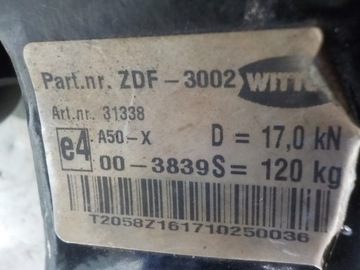 Part.nr. ZDF-3002
Art.nr. 31338
e4 A50-X D = 17,0 kN
00-3839 S = 120 kg
T2058Z161710250036